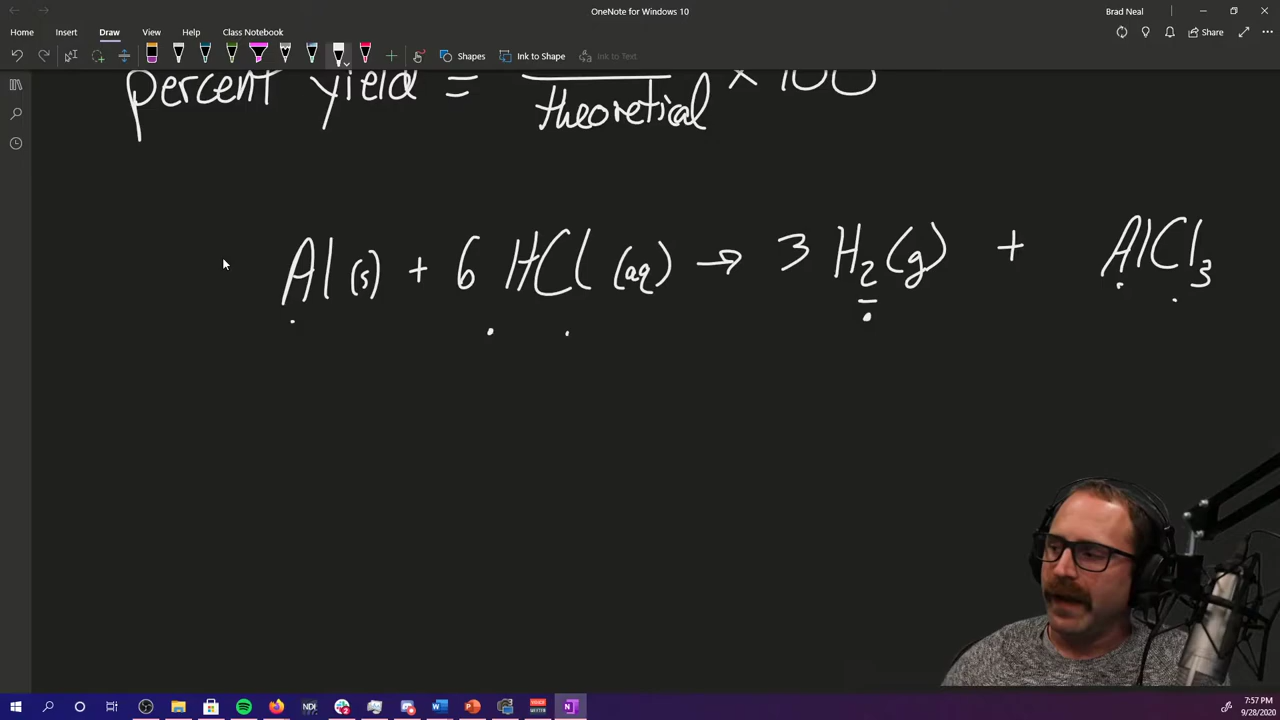 OneNote for Windows 10
Brad Neal
Home Insert Draw View Help Class Notebook
Share
Shapes Ink to Shape Ink to Text
percent yield = / theoretical × 100
Al (s) + 6 HCl (aq) → 3 H₂ (g) + AlCl₃
7:57 PM
9/28/2020